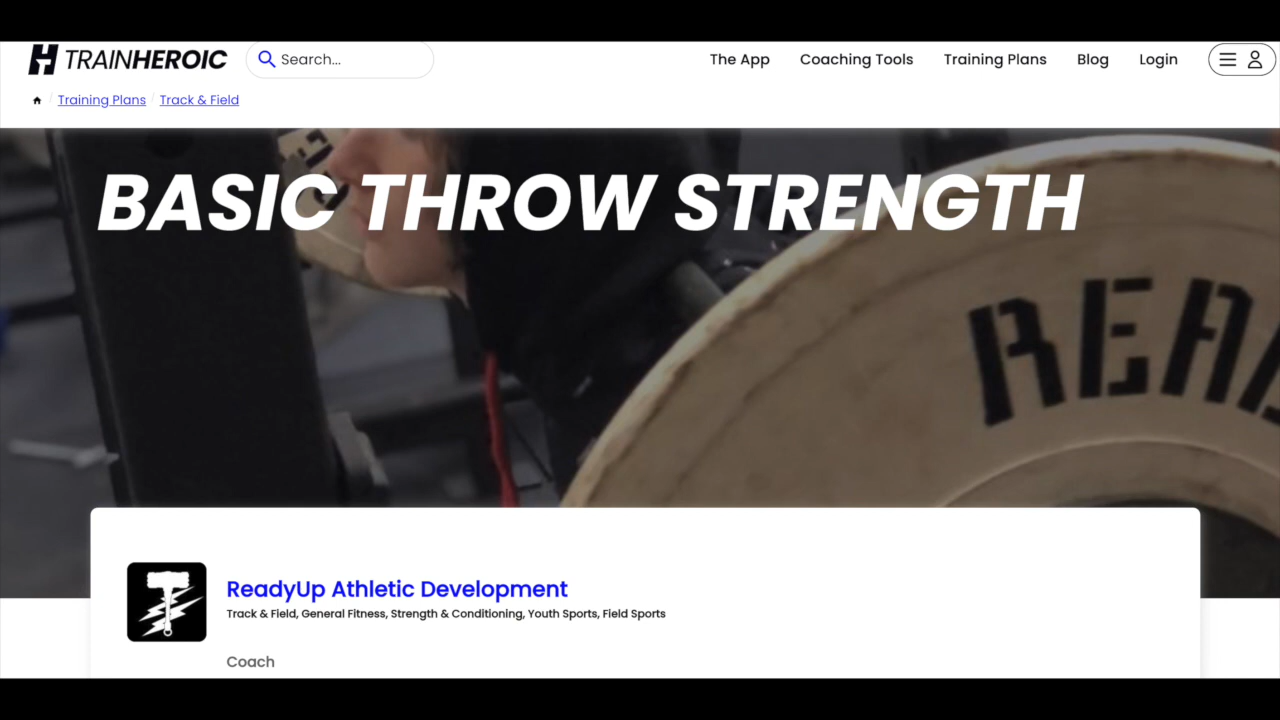 TRAINHEROIC
Search...
The App
Coaching Tools
Training Plans
Blog
Login
Training Plans / Track & Field
BASIC THROW STRENGTH
ReadyUp Athletic Development
Track & Field, General Fitness, Strength & Conditioning, Youth Sports, Field Sports
Coach